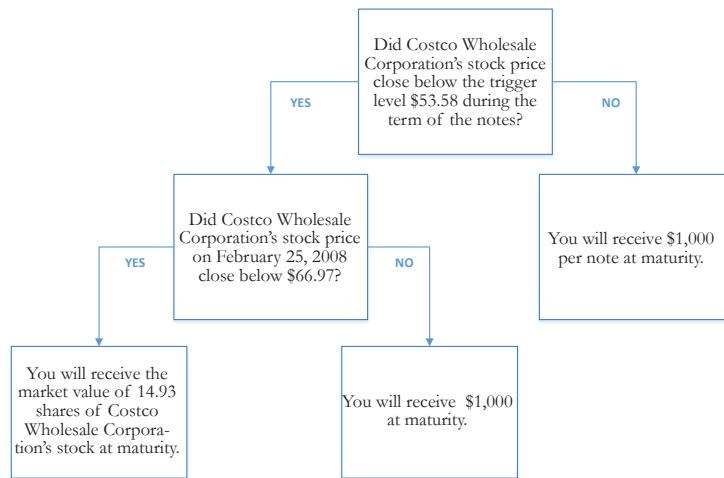 Did Costco Wholesale
Corporation's stock price
close below the trigger
level $53.58 during the
term of the notes?
YES
NO
Did Costco Wholesale
Corporation's stock price
on February 25, 2008
close below $66.97?
You will receive $1,000
per note at maturity.
YES
NO
You will receive the
market value of 14.93
shares of Costco
Wholesale Corpora-
tion's stock at maturity.
You will receive $1,000
at maturity.